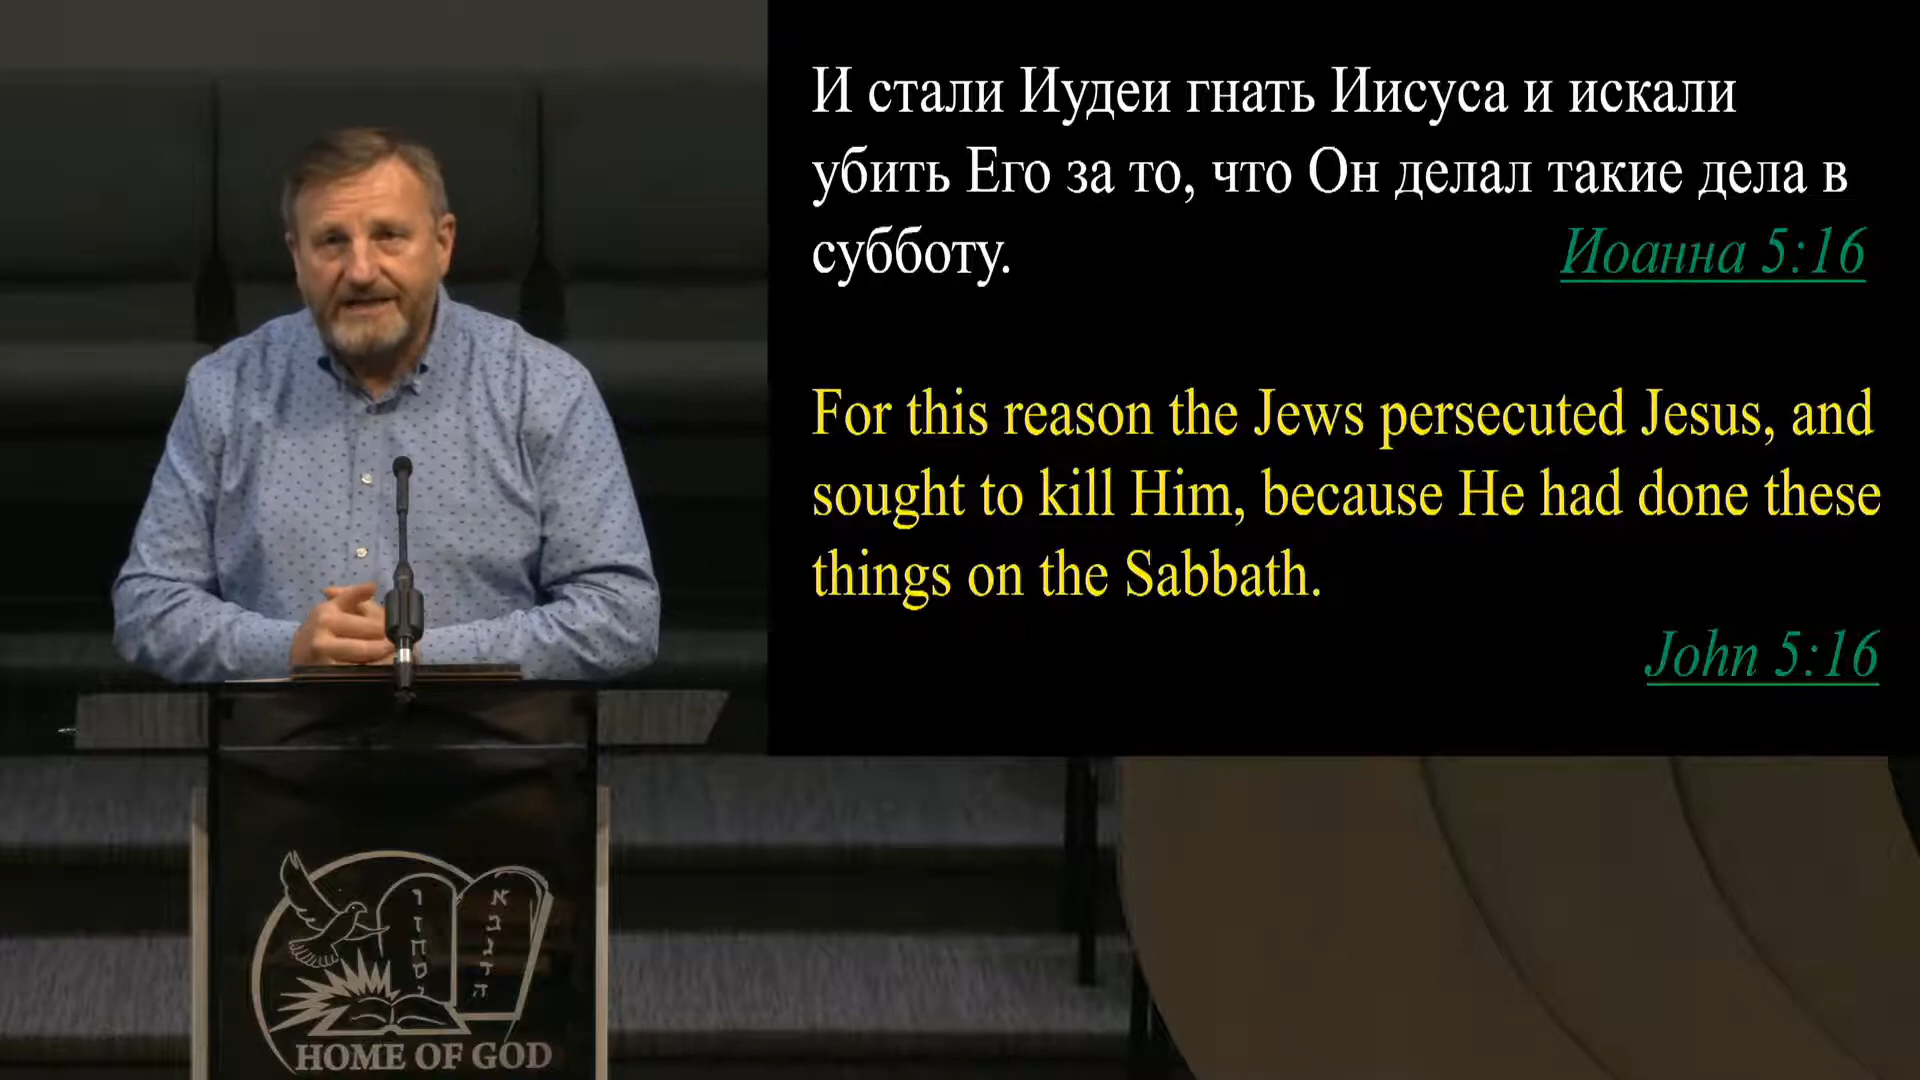 И стали Иудеи гнать Иисуса и искали
убить Его за то, что Он делал такие дела в
субботу.
Иоанна 5:16
For this reason the Jews persecuted Jesus, and
sought to kill Him, because He had done these
things on the Sabbath.
John 5:16
ו א
ז ב
ח ג
ט ד
י ה
HOME OF GOD